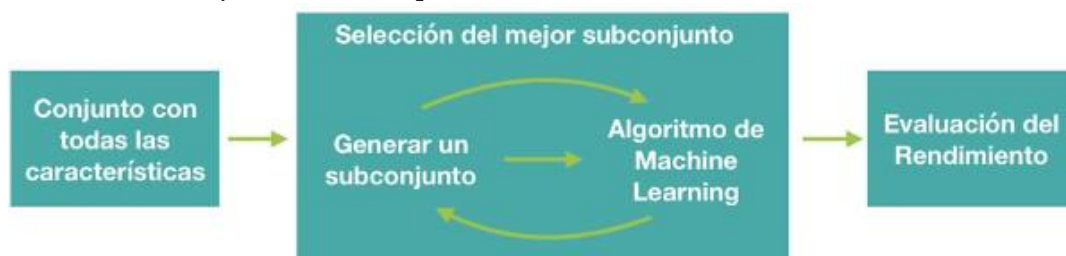 Selección del mejor subconjunto
Conjunto con
todas las
características
Generar un
subconjunto
Algoritmo de
Machine
Learning
Evaluación del
Rendimiento